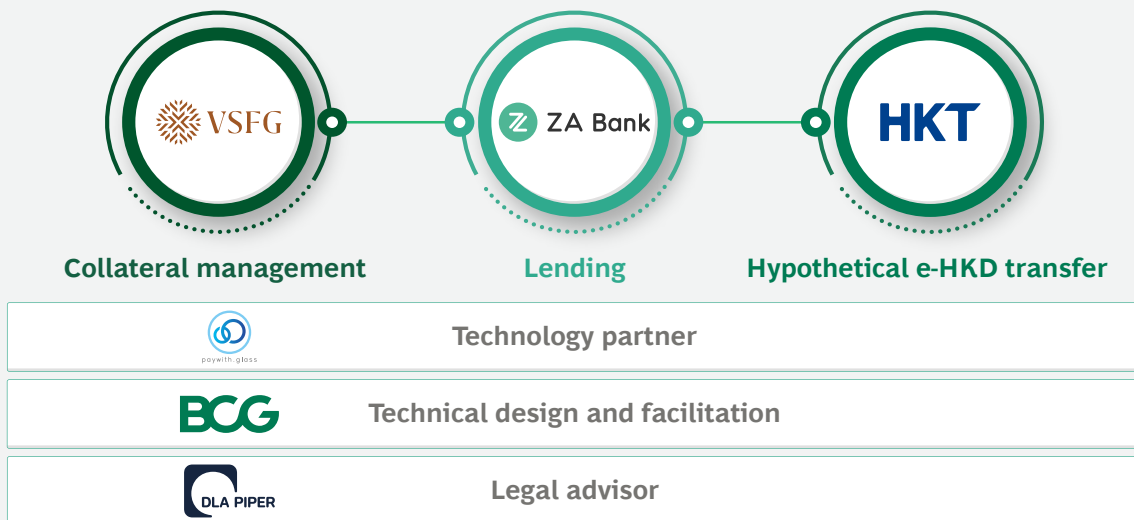 VSFG
ZA Bank
HKT
Collateral management
Lending
Hypothetical e-HKD transfer
paywith.glass
Technology partner
BCG
Technical design and facilitation
DLA PIPER
Legal advisor